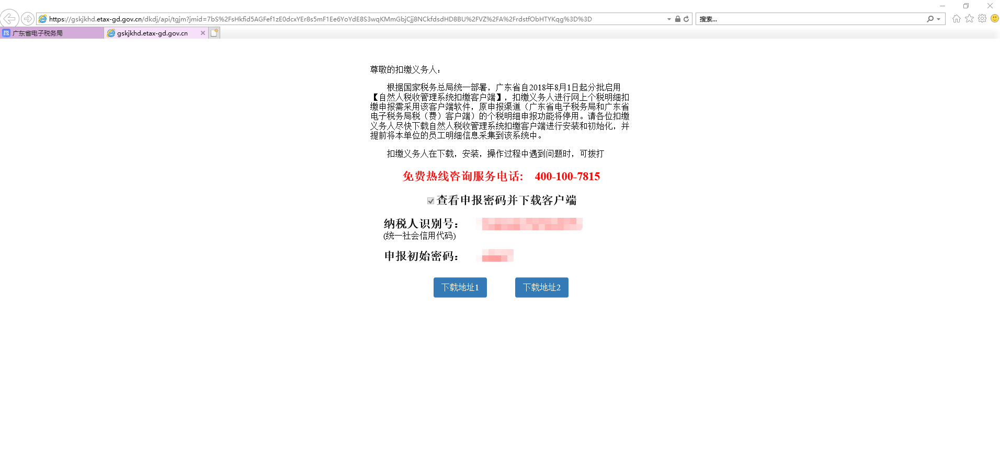 https://gskjkhd.etax-gd.gov.cn/dkdj/api/tgjm?jmid=7bS%2FsHkfid5AGFef1zE0dcxYEr8s5mF1Ee6YoYdE8S3wqKMmGbjCjj8NCkfdsdHD8BU%2FVZ%2FA%2FrdstfObHTYKqg%3D%3D
搜索...
广东省电子税务局
gskjkhd.etax-gd.gov.cn
尊敬的扣缴义务人：
根据国家税务总局统一部署，广东省自2018年8月1日起分批启用
【自然人税收管理系统扣缴客户端】，扣缴义务人进行网上个税明细扣
缴申报需采用该客户端软件，原申报渠道（广东省电子税务局和广东省
电子税务局税（费）客户端）的个税明细申报功能将停用。请各位扣缴
义务人尽快下载自然人税收管理系统扣缴客户端进行安装和初始化，并
提前将本单位的员工明细信息采集到该系统中。
扣缴义务人在下载，安装，操作过程中遇到问题时，可拨打
免费热线咨询服务电话： 400-100-7815
查看申报密码并下载客户端
纳税人识别号：
(统一社会信用代码)
申报初始密码：
下载地址1
下载地址2